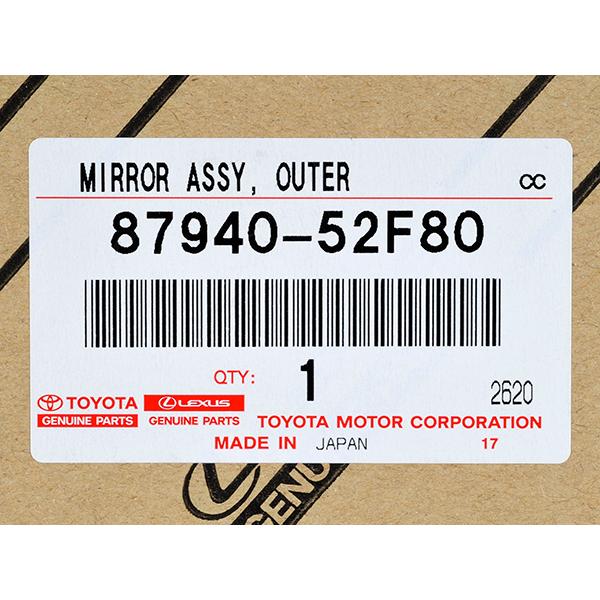 MIRROR ASSY, OUTER CC
87940-52F80
QTY: 1 2620
TOYOTA LEXUS
GENUINE PARTS GENUINE PARTS TOYOTA MOTOR CORPORATION
MADE IN JAPAN 17